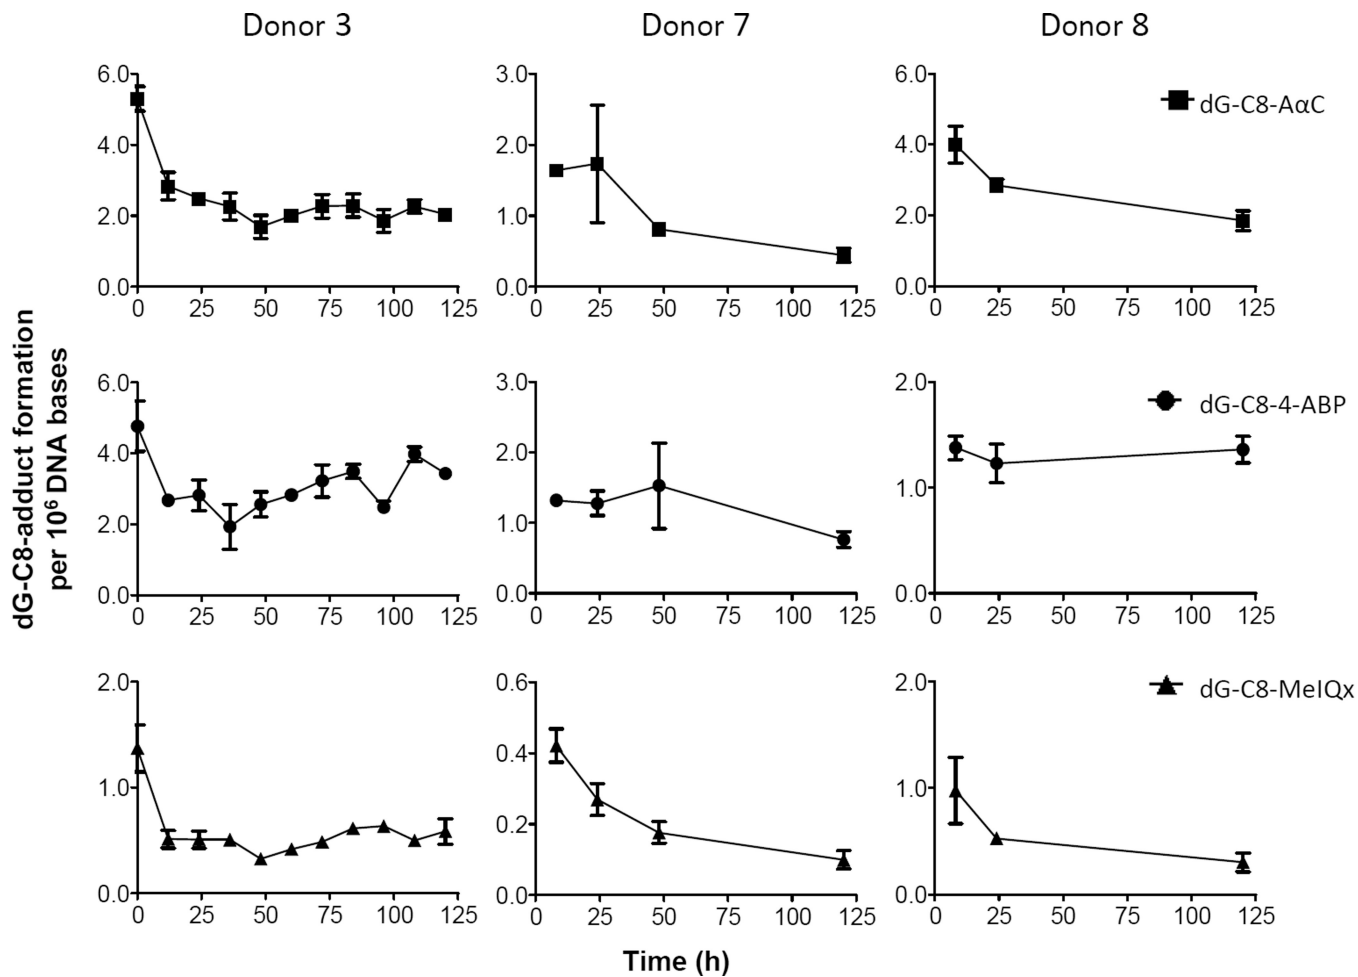 Donor 3
Donor 7
Donor 8
dG-C8-adduct formation
per 10⁶ DNA bases
6.0
4.0
2.0
0.0
0 25 50 75 100 125
3.0
2.0
1.0
0.0
0 25 50 75 100 125
6.0
4.0
2.0
0.0
0 25 50 75 100 125
dG-C8-AαC
6.0
4.0
2.0
0.0
0 25 50 75 100 125
3.0
2.0
1.0
0.0
0 25 50 75 100 125
2.0
1.0
0.0
0 25 50 75 100 125
dG-C8-4-ABP
2.0
1.0
0.0
0 25 50 75 100 125
0.6
0.4
0.2
0.0
0 25 50 75 100 125
2.0
1.0
0.0
0 25 50 75 100 125
dG-C8-MeIQx
Time (h)